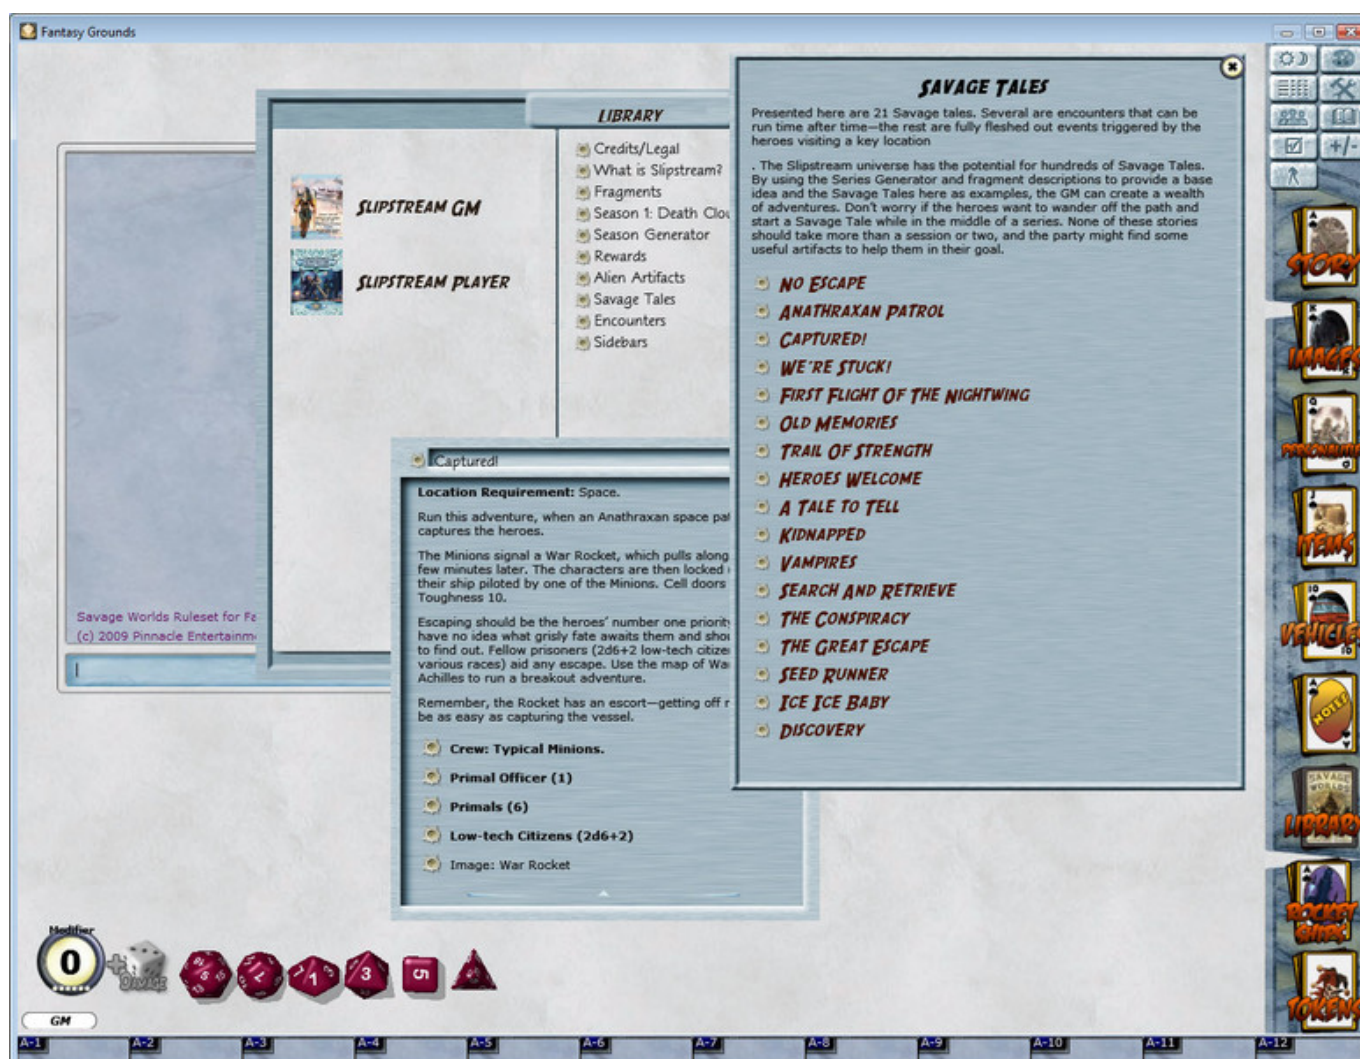 Fantasy Grounds
LIBRARY
SLIPSTREAM GM
SLIPSTREAM PLAYER
Credits/Legal
What is Slipstream?
Fragments
Season 1: Death Clou
Season Generator
Rewards
Alien Artifacts
Savage Tales
Encounters
Sidebars
SAVAGE TALES
Presented here are 21 Savage tales. Several are encounters that can be
run time after time—the rest are fully fleshed out events triggered by the
heroes visiting a key location
. The Slipstream universe has the potential for hundreds of Savage Tales.
By using the Series Generator and fragment descriptions to provide a base
idea and the Savage Tales here as examples, the GM can create a wealth
of adventures. Don't worry if the heroes want to wander off the path and
start a Savage Tale while in the middle of a series. None of these stories
should take more than a session or two, and the party might find some
useful artifacts to help them in their goal.
NO ESCAPE
ANATHRAXAN PATROL
CAPTURED!
WE'RE STUCK!
FIRST FLIGHT OF THE NIGHTWING
OLD MEMORIES
TRAIL OF STRENGTH
HEROES WELCOME
A TALE TO TELL
KIDNAPPED
VAMPIRES
SEARCH AND RETRIEVE
THE CONSPIRACY
THE GREAT ESCAPE
SEED RUNNER
ICE ICE BABY
DISCOVERY
Captured!
Location Requirement: Space.
Run this adventure, when an Anathraxan space pa
captures the heroes.
The Minions signal a War Rocket, which pulls along
few minutes later. The characters are then locked
their ship piloted by one of the Minions. Cell doors
Toughness 10.
Escaping should be the heroes' number one priority
have no idea what grisly fate awaits them and shou
to find out. Fellow prisoners (2d6+2 low-tech citize
various races) aid any escape. Use the map of Wa
Achilles to run a breakout adventure.
Remember, the Rocket has an escort—getting off
be as easy as capturing the vessel.
Crew: Typical Minions.
Primal Officer (1)
Primals (6)
Low-tech Citizens (2d6+2)
Image: War Rocket
Savage Worlds Ruleset for Fa
(c) 2009 Pinnacle Entertainm
+/-
STORY
IMAGES
PERSONALITIES
ITEMS
VEHICLES
NOTES
SAVAGE
WORLDS
LIBRARY
ROCKET
SHIPS
TOKENS
Modifier
0
DAMAGE
7 1 3 5
GM
A-1 A-2 A-3 A-4 A-5 A-6 A-7 A-8 A-9 A-10 A-11 A-12